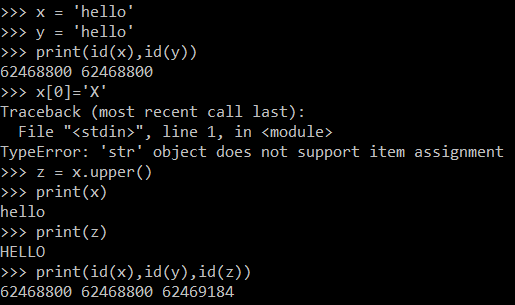 >>> x = 'hello'
>>> y = 'hello'
>>> print(id(x),id(y))
62468800 62468800
>>> x[0]='X'
Traceback (most recent call last):
  File "<stdin>", line 1, in <module>
TypeError: 'str' object does not support item assignment
>>> z = x.upper()
>>> print(x)
hello
>>> print(z)
HELLO
>>> print(id(x),id(y),id(z))
62468800 62468800 62469184